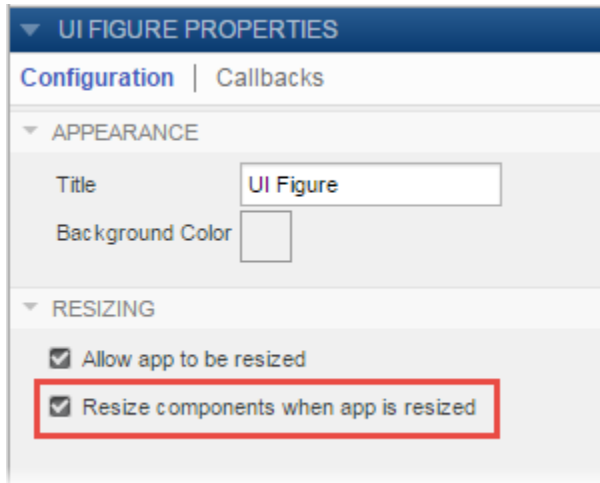 UI FIGURE PROPERTIES
Configuration | Callbacks
APPEARANCE
Title UI Figure
Background Color
RESIZING
Allow app to be resized
Resize components when app is resized